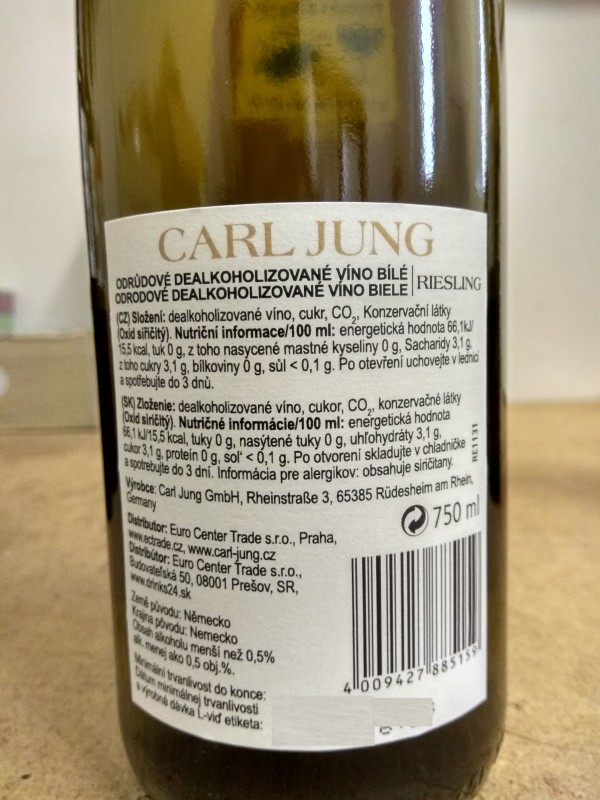 CARL JUNG
ODRŮDOVÉ DEALKOHOLIZOVANÉ VÍNO BÍLÉ
ODRODOVÉ DEALKOHOLIZOVANÉ VÍNO BIELE
RIESLING
(CZ) Složení: dealkoholizované víno, cukr, CO₂, Konzervační látky
(Oxid siřičitý). Nutriční informace/100 ml: energetická hodnota 66,1kJ/
15,5 kcal, tuk 0 g, z toho nasycené mastné kyseliny 0 g, Sacharidy 3,1 g,
z toho cukry 3,1 g, bílkoviny 0 g, sůl < 0,1 g. Po otevření uchovejte v lednici
a spotřebujte do 3 dnů.
(SK) Zloženie: dealkoholizované víno, cukor, CO₂, konzervačné látky
(Oxid siřičitý). Nutričné informácie/100 ml: energetická hodnota
66,1 kJ/15,5 kcal, tuky 0 g, nasýtené tuky 0 g, uhľohydráty 3,1 g,
cukor 3,1 g, protein 0 g, soľ < 0,1 g. Po otvorení skladujte v chladničke
a spotrebujte do 3 dní. Informácia pre alergikov: obsahuje siričitany.
RE1131
Výrobce: Carl Jung GmbH, Rheinstraße 3, 65385 Rüdesheim am Rhein,
Germany
750 ml
Distributor: Euro Center Trade s.r.o., Praha,
www.ectrade.cz, www.carl-jung.cz
Distribútor: Euro Center Trade s.r.o.,
Budovateľská 50, 08001 Prešov, SR,
www.drinks24.sk
Země původu: Německo
Krajina pôvodu: Nemecko
Obsah alkoholu menší než 0,5%
alk. menej ako 0,5 obj.%.
Minimální trvanlivost do konce:
Dátum minimálnej trvanlivosti
a výrobná dávka L-viď etiketa:
4 009427 885159